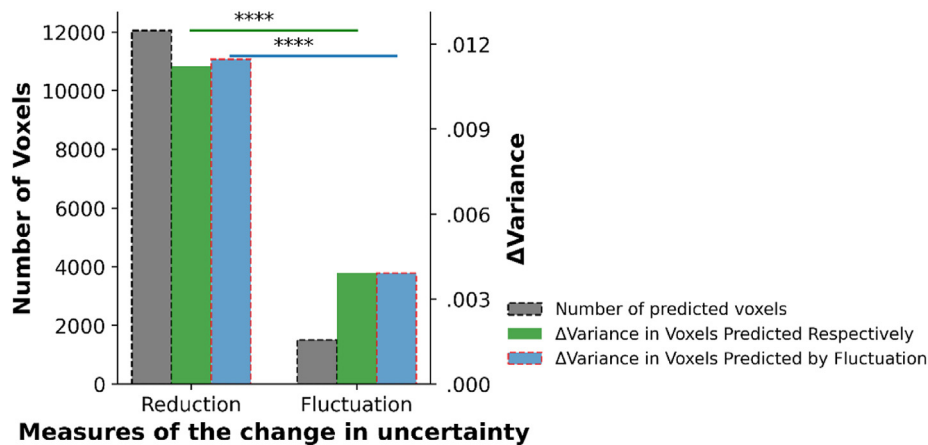 ****
****
12000
10000
8000
6000
4000
2000
0
Number of Voxels
.012
.009
.006
.003
.000
ΔVariance
Reduction
Fluctuation
Measures of the change in uncertainty
Number of predicted voxels
ΔVariance in Voxels Predicted Respectively
ΔVariance in Voxels Predicted by Fluctuation